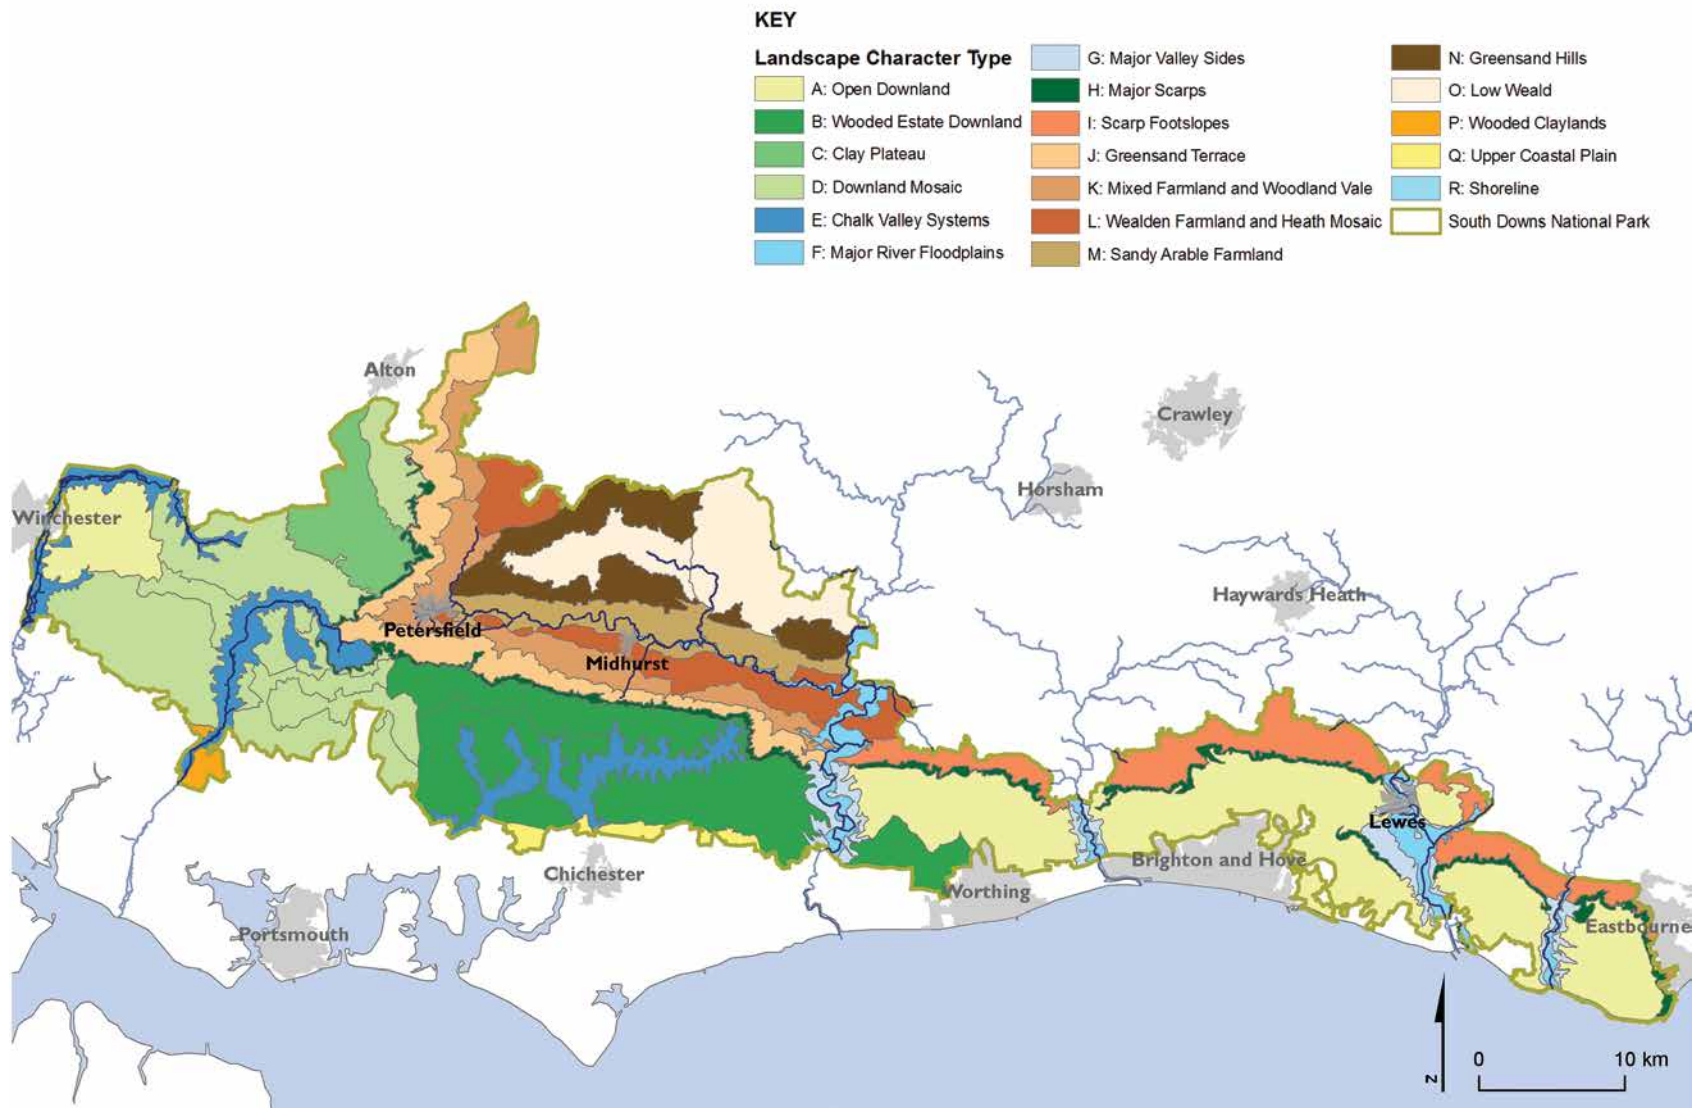 KEY
Landscape Character Type
A: Open Downland
B: Wooded Estate Downland
C: Clay Plateau
D: Downland Mosaic
E: Chalk Valley Systems
F: Major River Floodplains
G: Major Valley Sides
H: Major Scarps
I: Scarp Footslopes
J: Greensand Terrace
K: Mixed Farmland and Woodland Vale
L: Wealden Farmland and Heath Mosaic
M: Sandy Arable Farmland
N: Greensand Hills
O: Low Weald
P: Wooded Claylands
Q: Upper Coastal Plain
R: Shoreline
South Downs National Park
Alton
Crawley
Horsham
Winchester
Haywards Heath
Petersfield
Midhurst
Lewes
Brighton and Hove
Chichester
Worthing
Portsmouth
Eastbourne
N
0 10 km